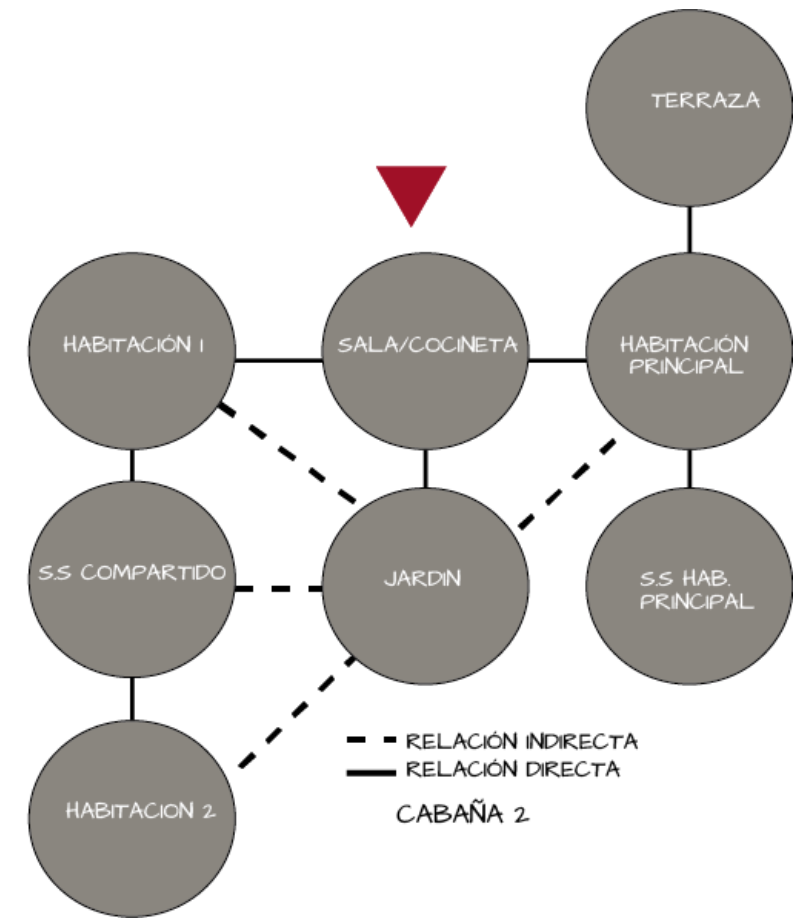 TERRAZA
HABITACIÓN 1
SALA/COCINETA
HABITACIÓN
PRINCIPAL
S.S COMPARTIDO
JARDIN
S.S HAB.
PRINCIPAL
HABITACION 2
RELACIÓN INDIRECTA
RELACIÓN DIRECTA
CABAÑA 2